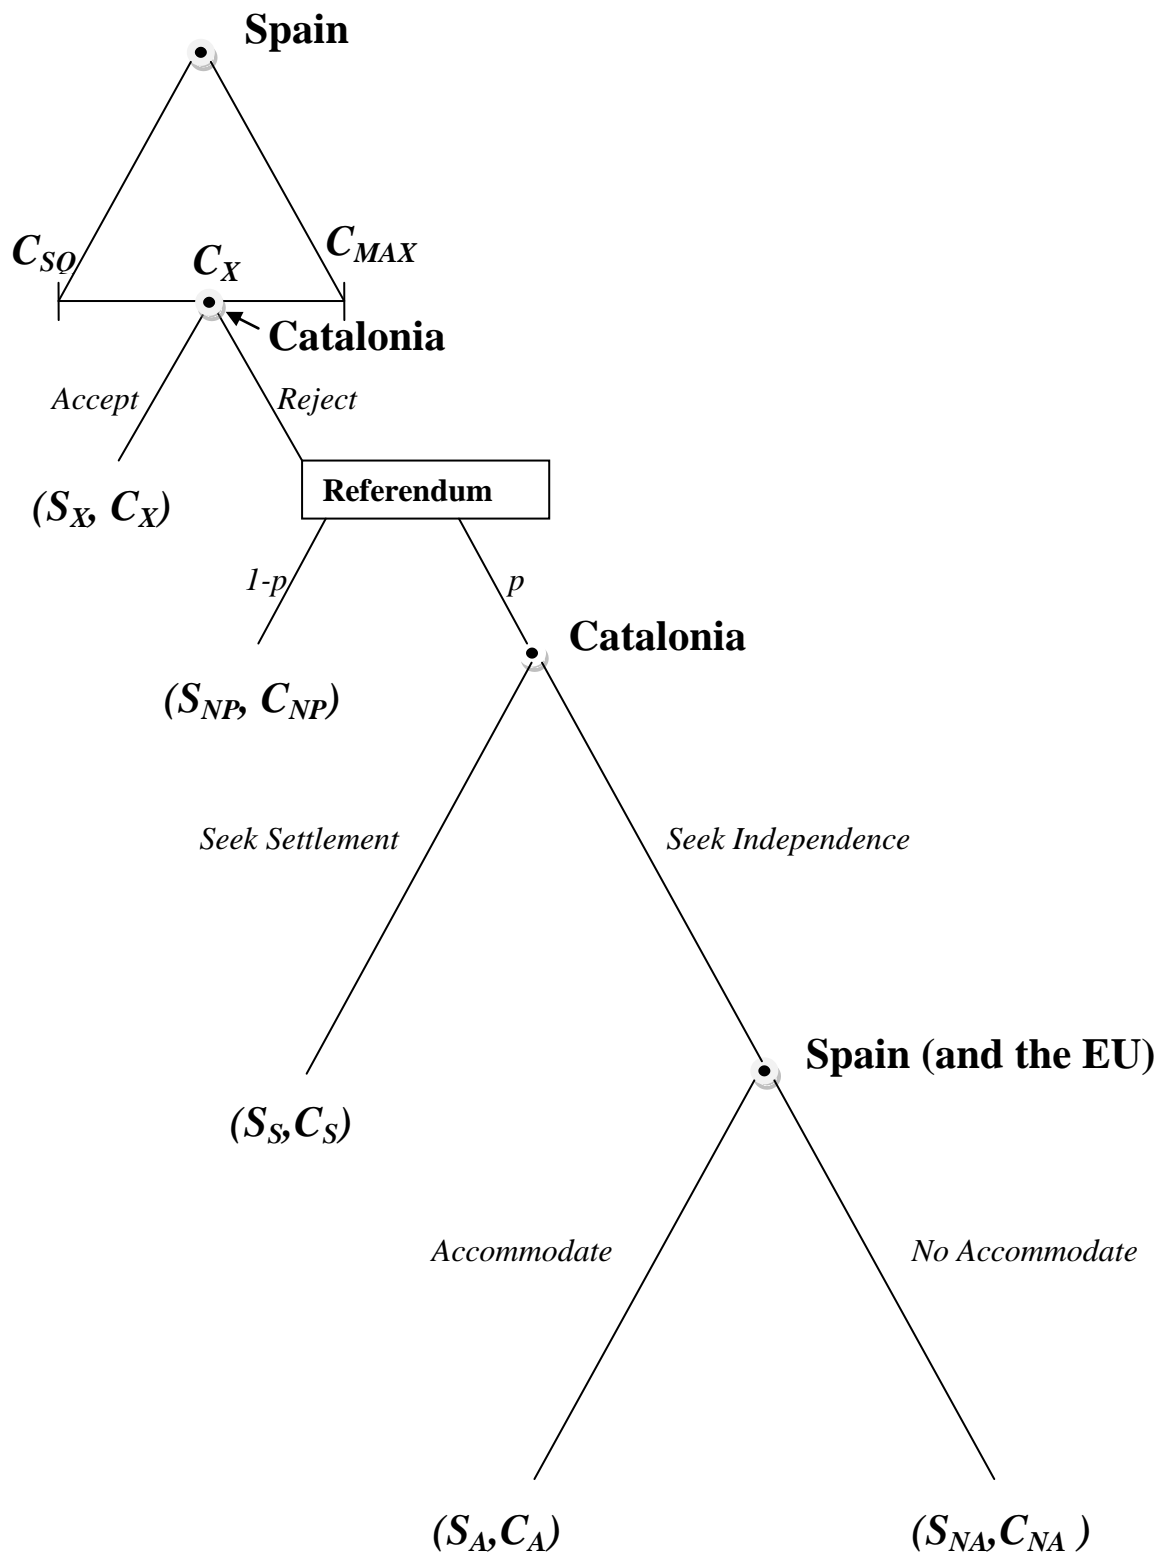 Spain
C_SQ
C_X
C_MAX
Catalonia
Accept
Reject
(S_X, C_X)
Referendum
1-p
p
Catalonia
(S_NP, C_NP)
Seek Settlement
Seek Independence
Spain (and the EU)
(S_S,C_S)
Accommodate
No Accommodate
(S_A,C_A)
(S_NA,C_NA )